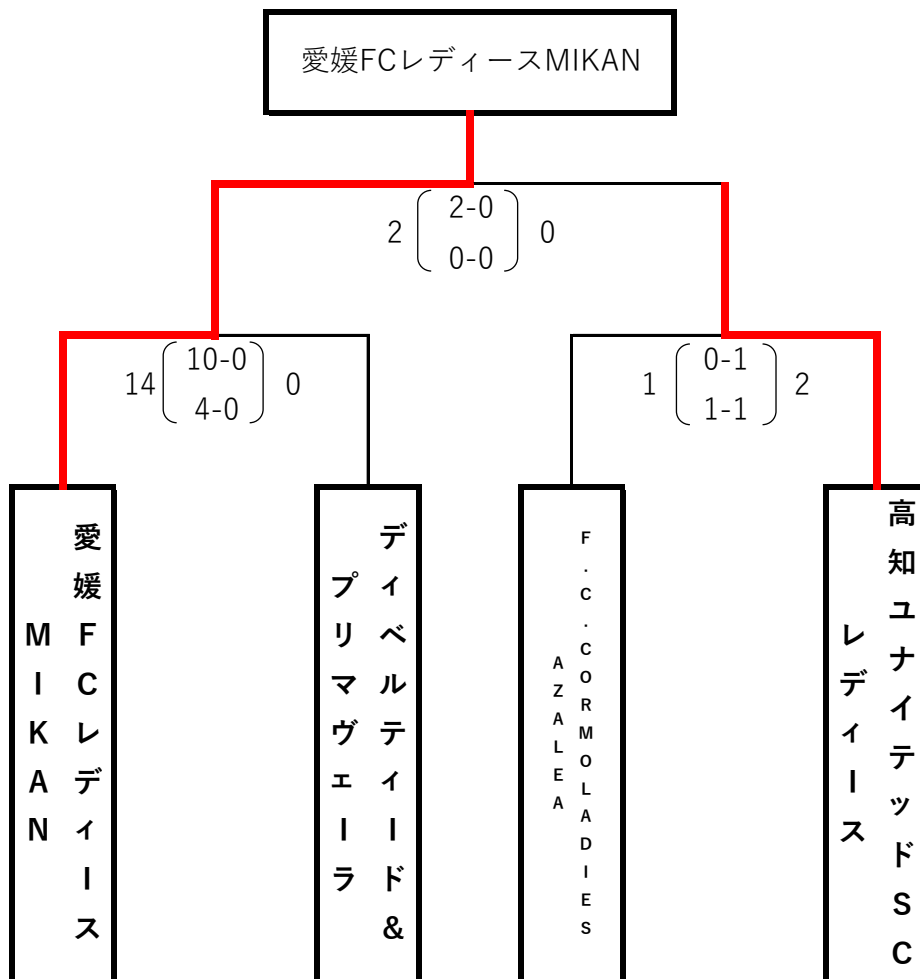 愛媛FCレディースMIKAN
2 2-0 0
0-0
14 10-0 0
4-0
1 0-1 2
1-1
愛媛FCレディース
MIKAN
ディベルティード&
プリマヴェーラ
F.C.CORMOLADIES
AZALEA
高知ユナイテッドSC
レディース